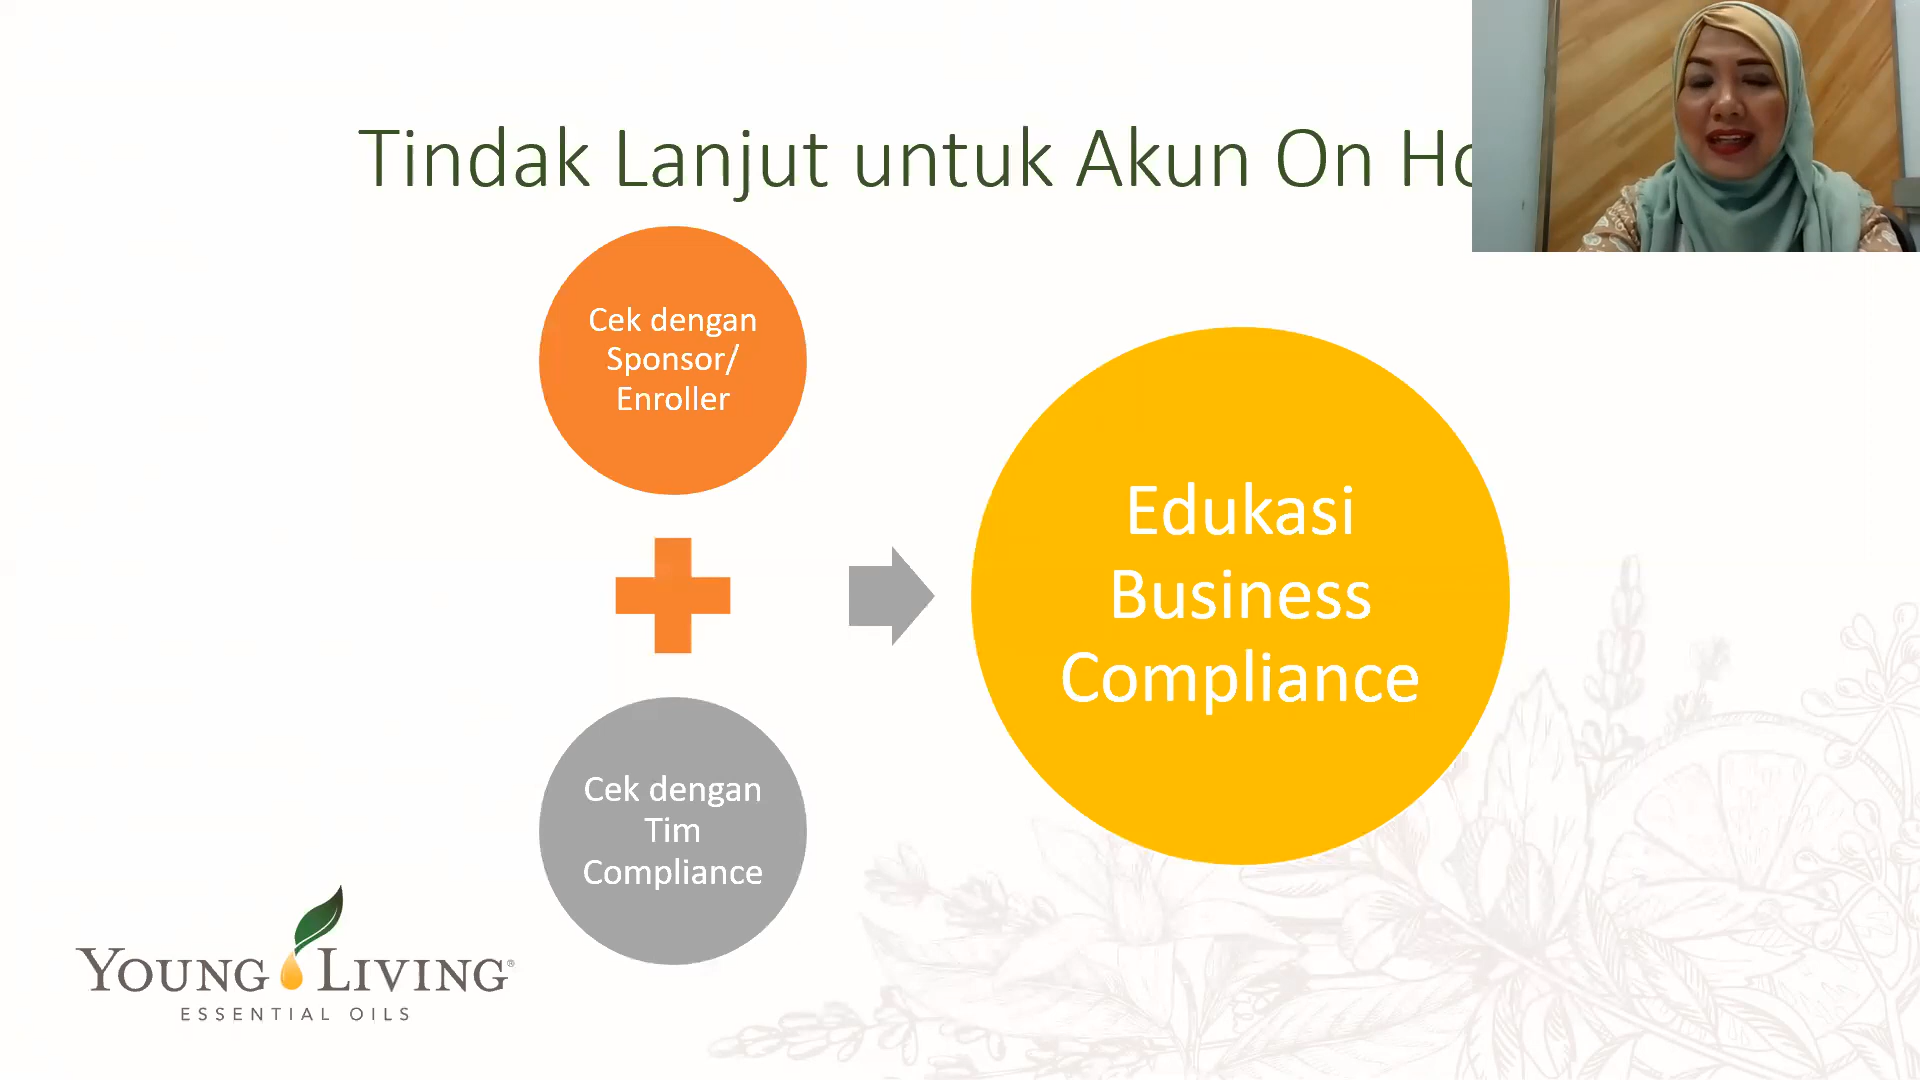 Tindak Lanjut untuk Akun On
Cek dengan
Sponsor/
Enroller
Edukasi
Business
Compliance
Cek dengan
Tim
Compliance
YOUNG LIVING®
ESSENTIAL OILS